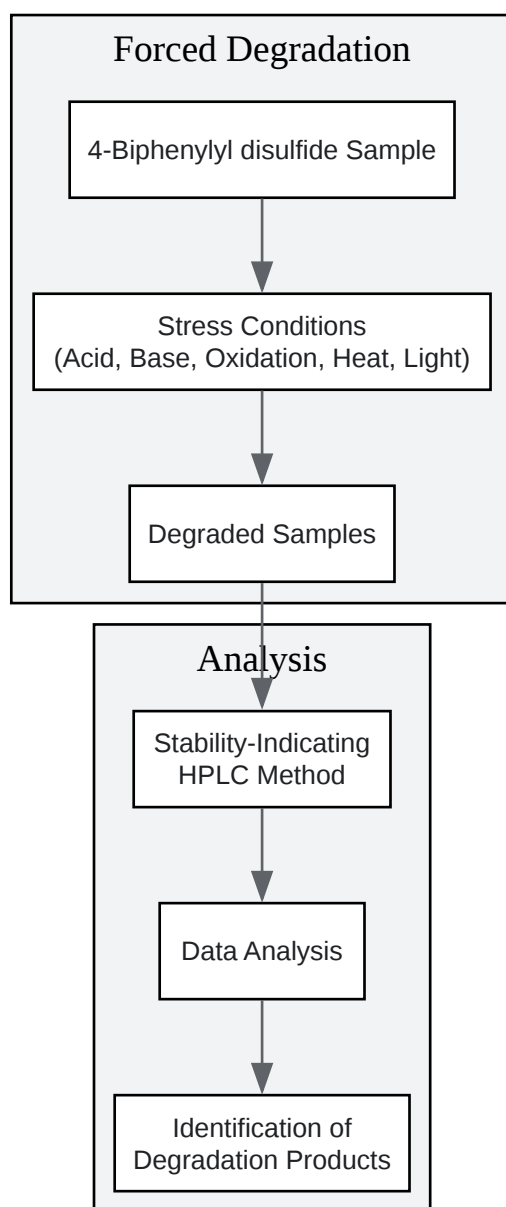 Forced Degradation
4-Biphenylyl disulfide Sample
Stress Conditions
(Acid, Base, Oxidation, Heat, Light)
Degraded Samples
Analysis
Stability-Indicating
HPLC Method
Data Analysis
Identification of
Degradation Products